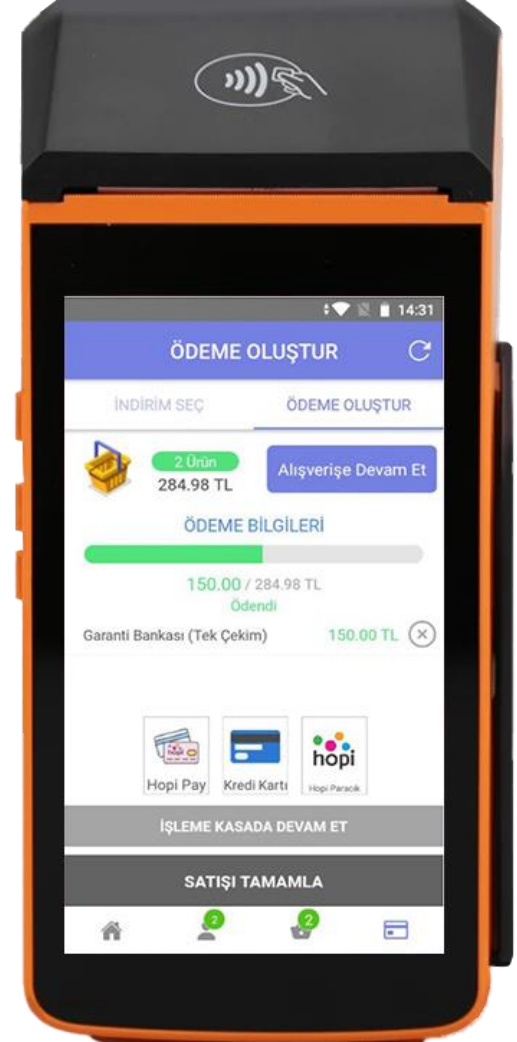 14:31
ÖDEME OLUŞTUR
İNDİRİM SEÇ ÖDEME OLUŞTUR
2 Ürün
284.98 TL
Alışverişe Devam Et
ÖDEME BİLGİLERİ
150.00 / 284.98 TL
Ödendi
Garanti Bankası (Tek Çekim) 150.00 TL
hopi
Hopi Pay Kredi Kartı Hopi Paracık
İŞLEME KASADA DEVAM ET
SATIŞI TAMAMLA
2 2